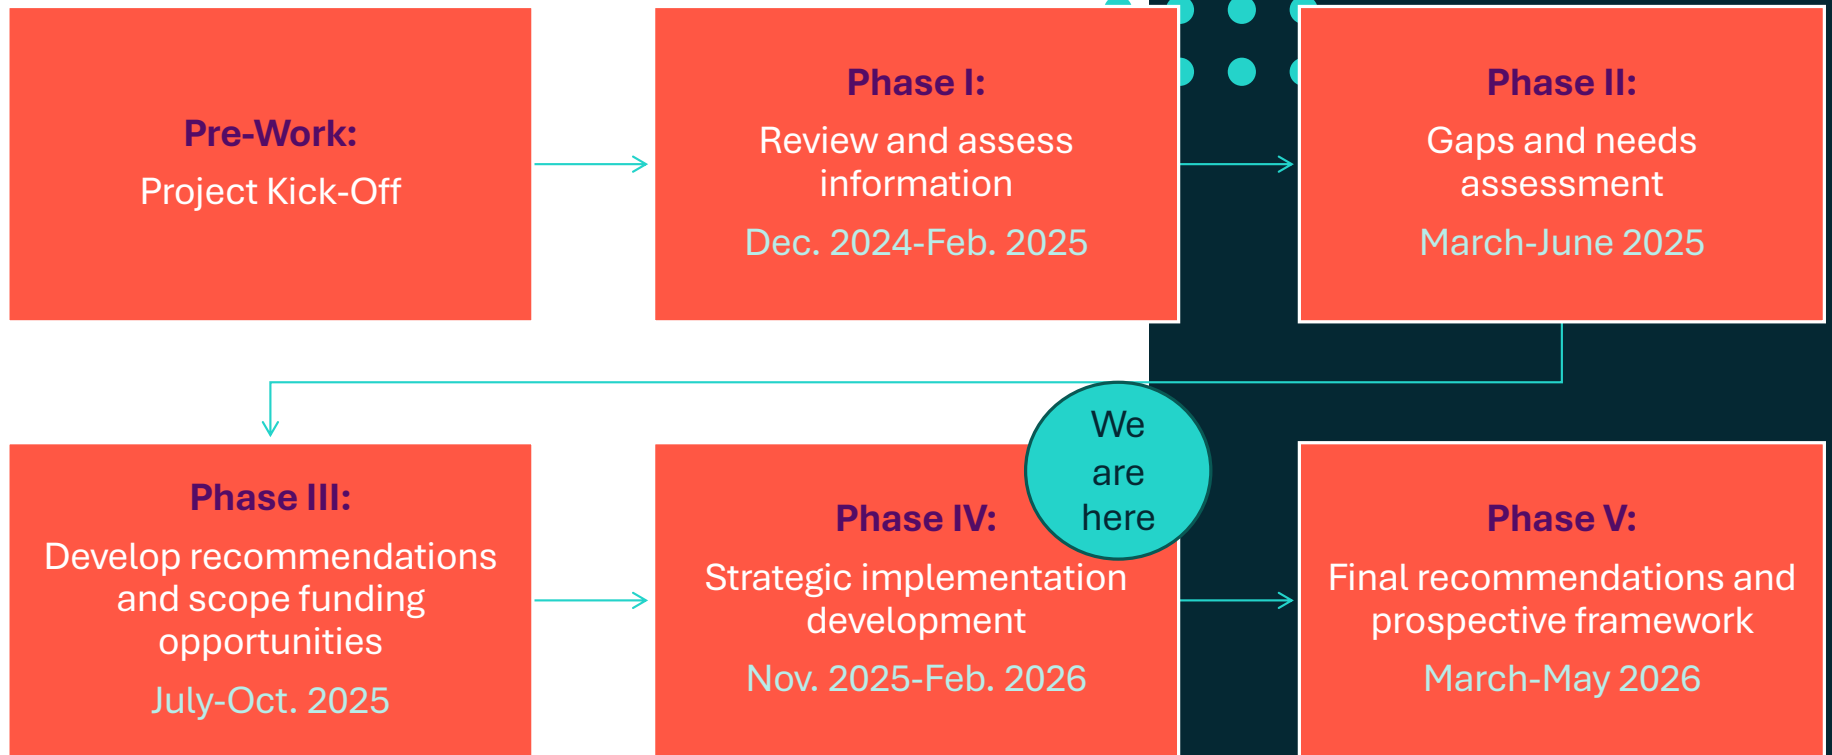 Pre-Work:
Project Kick-Off
Phase I:
Review and assess
information
Dec. 2024-Feb. 2025
Phase II:
Gaps and needs
assessment
March-June 2025
Phase III:
Develop recommendations
and scope funding
opportunities
July-Oct. 2025
We
are
here
Phase IV:
Strategic implementation
development
Nov. 2025-Feb. 2026
Phase V:
Final recommendations and
prospective framework
March-May 2026